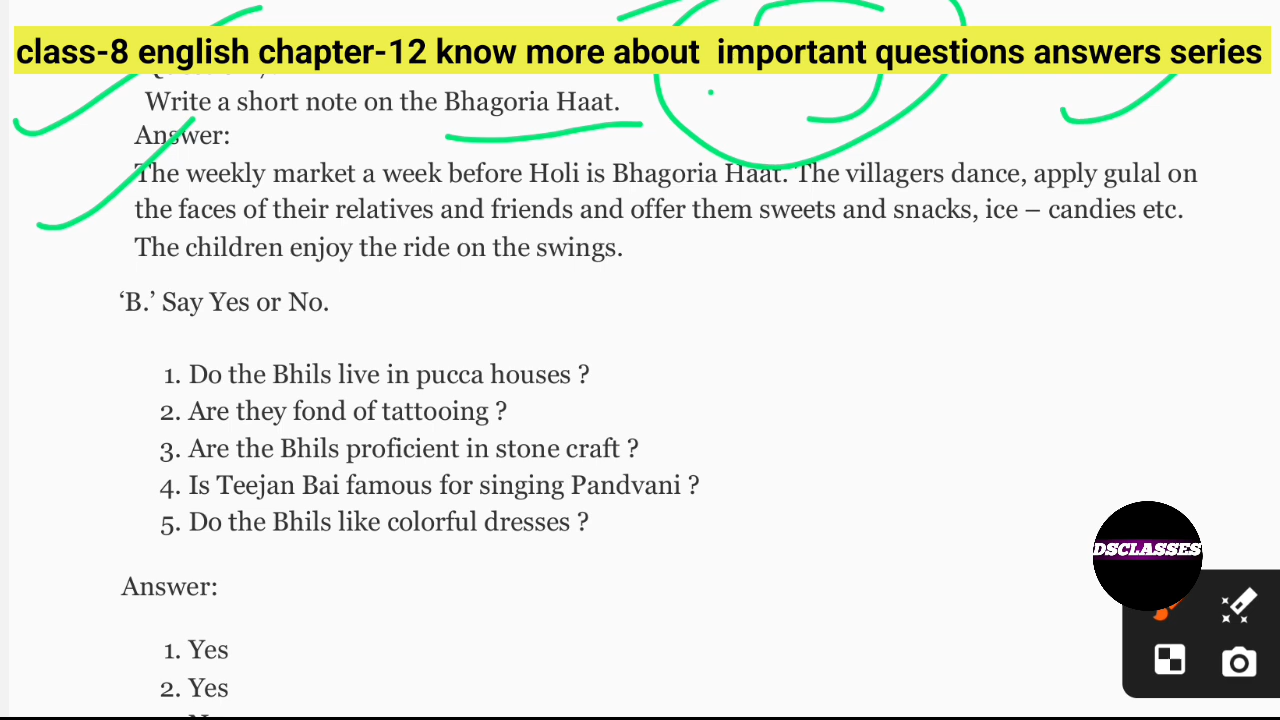 class-8 english chapter-12 know more about important questions answers series
Write a short note on the Bhagoria Haat.
Answer:
The weekly market a week before Holi is Bhagoria Haat. The villagers dance, apply gulal on
the faces of their relatives and friends and offer them sweets and snacks, ice – candies etc.
The children enjoy the ride on the swings.
‘B.’ Say Yes or No.
1. Do the Bhils live in pucca houses ?
2. Are they fond of tattooing ?
3. Are the Bhils proficient in stone craft ?
4. Is Teejan Bai famous for singing Pandvani ?
5. Do the Bhils like colorful dresses ?
DSCLASSES
Answer:
1. Yes
2. Yes